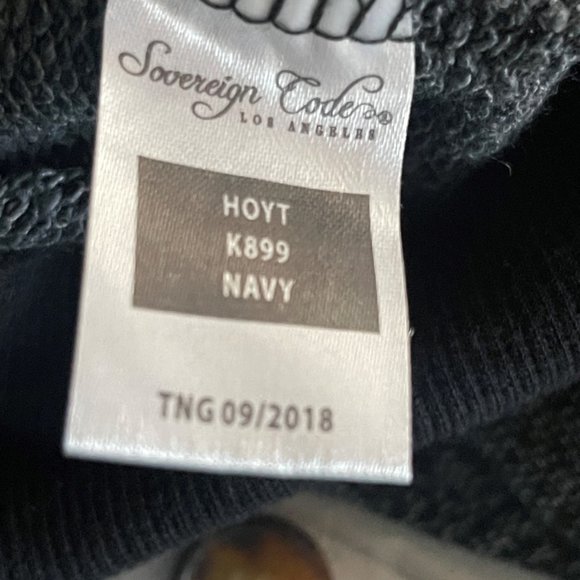 Sovereign Code®
LOS ANGELES
HOYT
K899
NAVY
TNG 09/2018